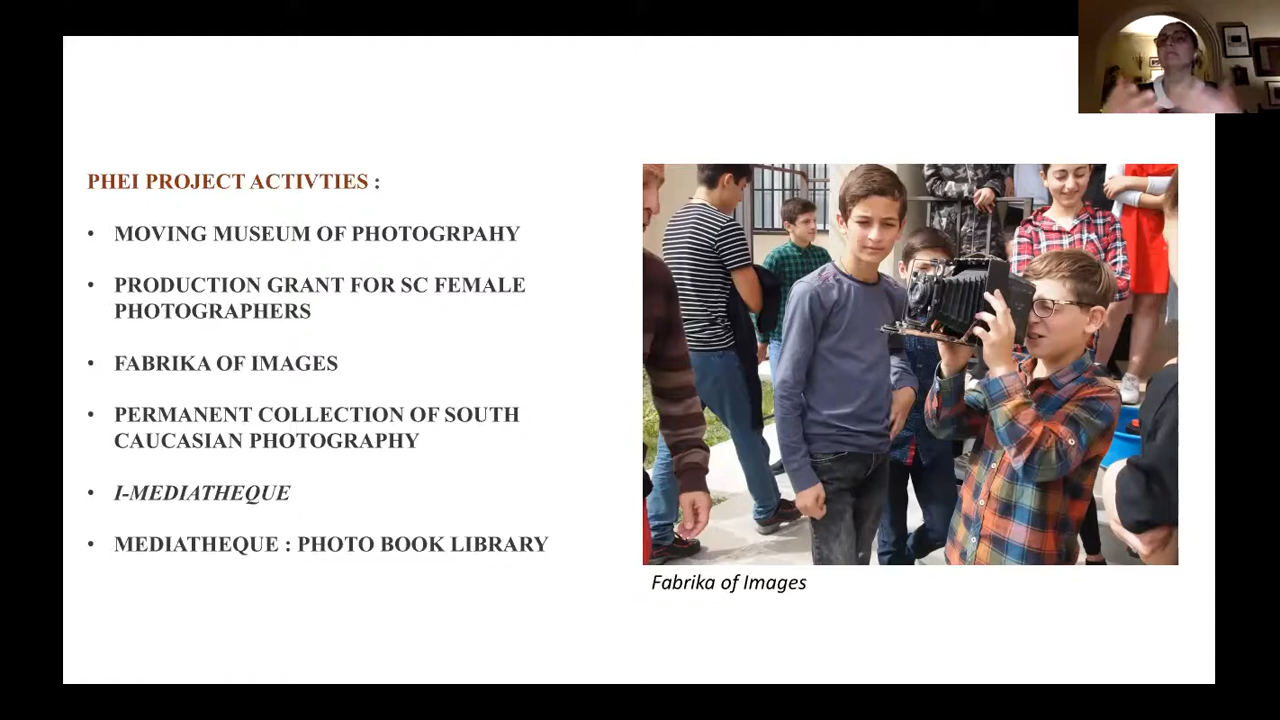 PHEI PROJECT ACTIVTIES :
• MOVING MUSEUM OF PHOTOGRPAHY
• PRODUCTION GRANT FOR SC FEMALE
PHOTOGRAPHERS
• FABRIKA OF IMAGES
• PERMANENT COLLECTION OF SOUTH
CAUCASIAN PHOTOGRAPHY
• I-MEDIATHEQUE
• MEDIATHEQUE : PHOTO BOOK LIBRARY
Fabrika of Images